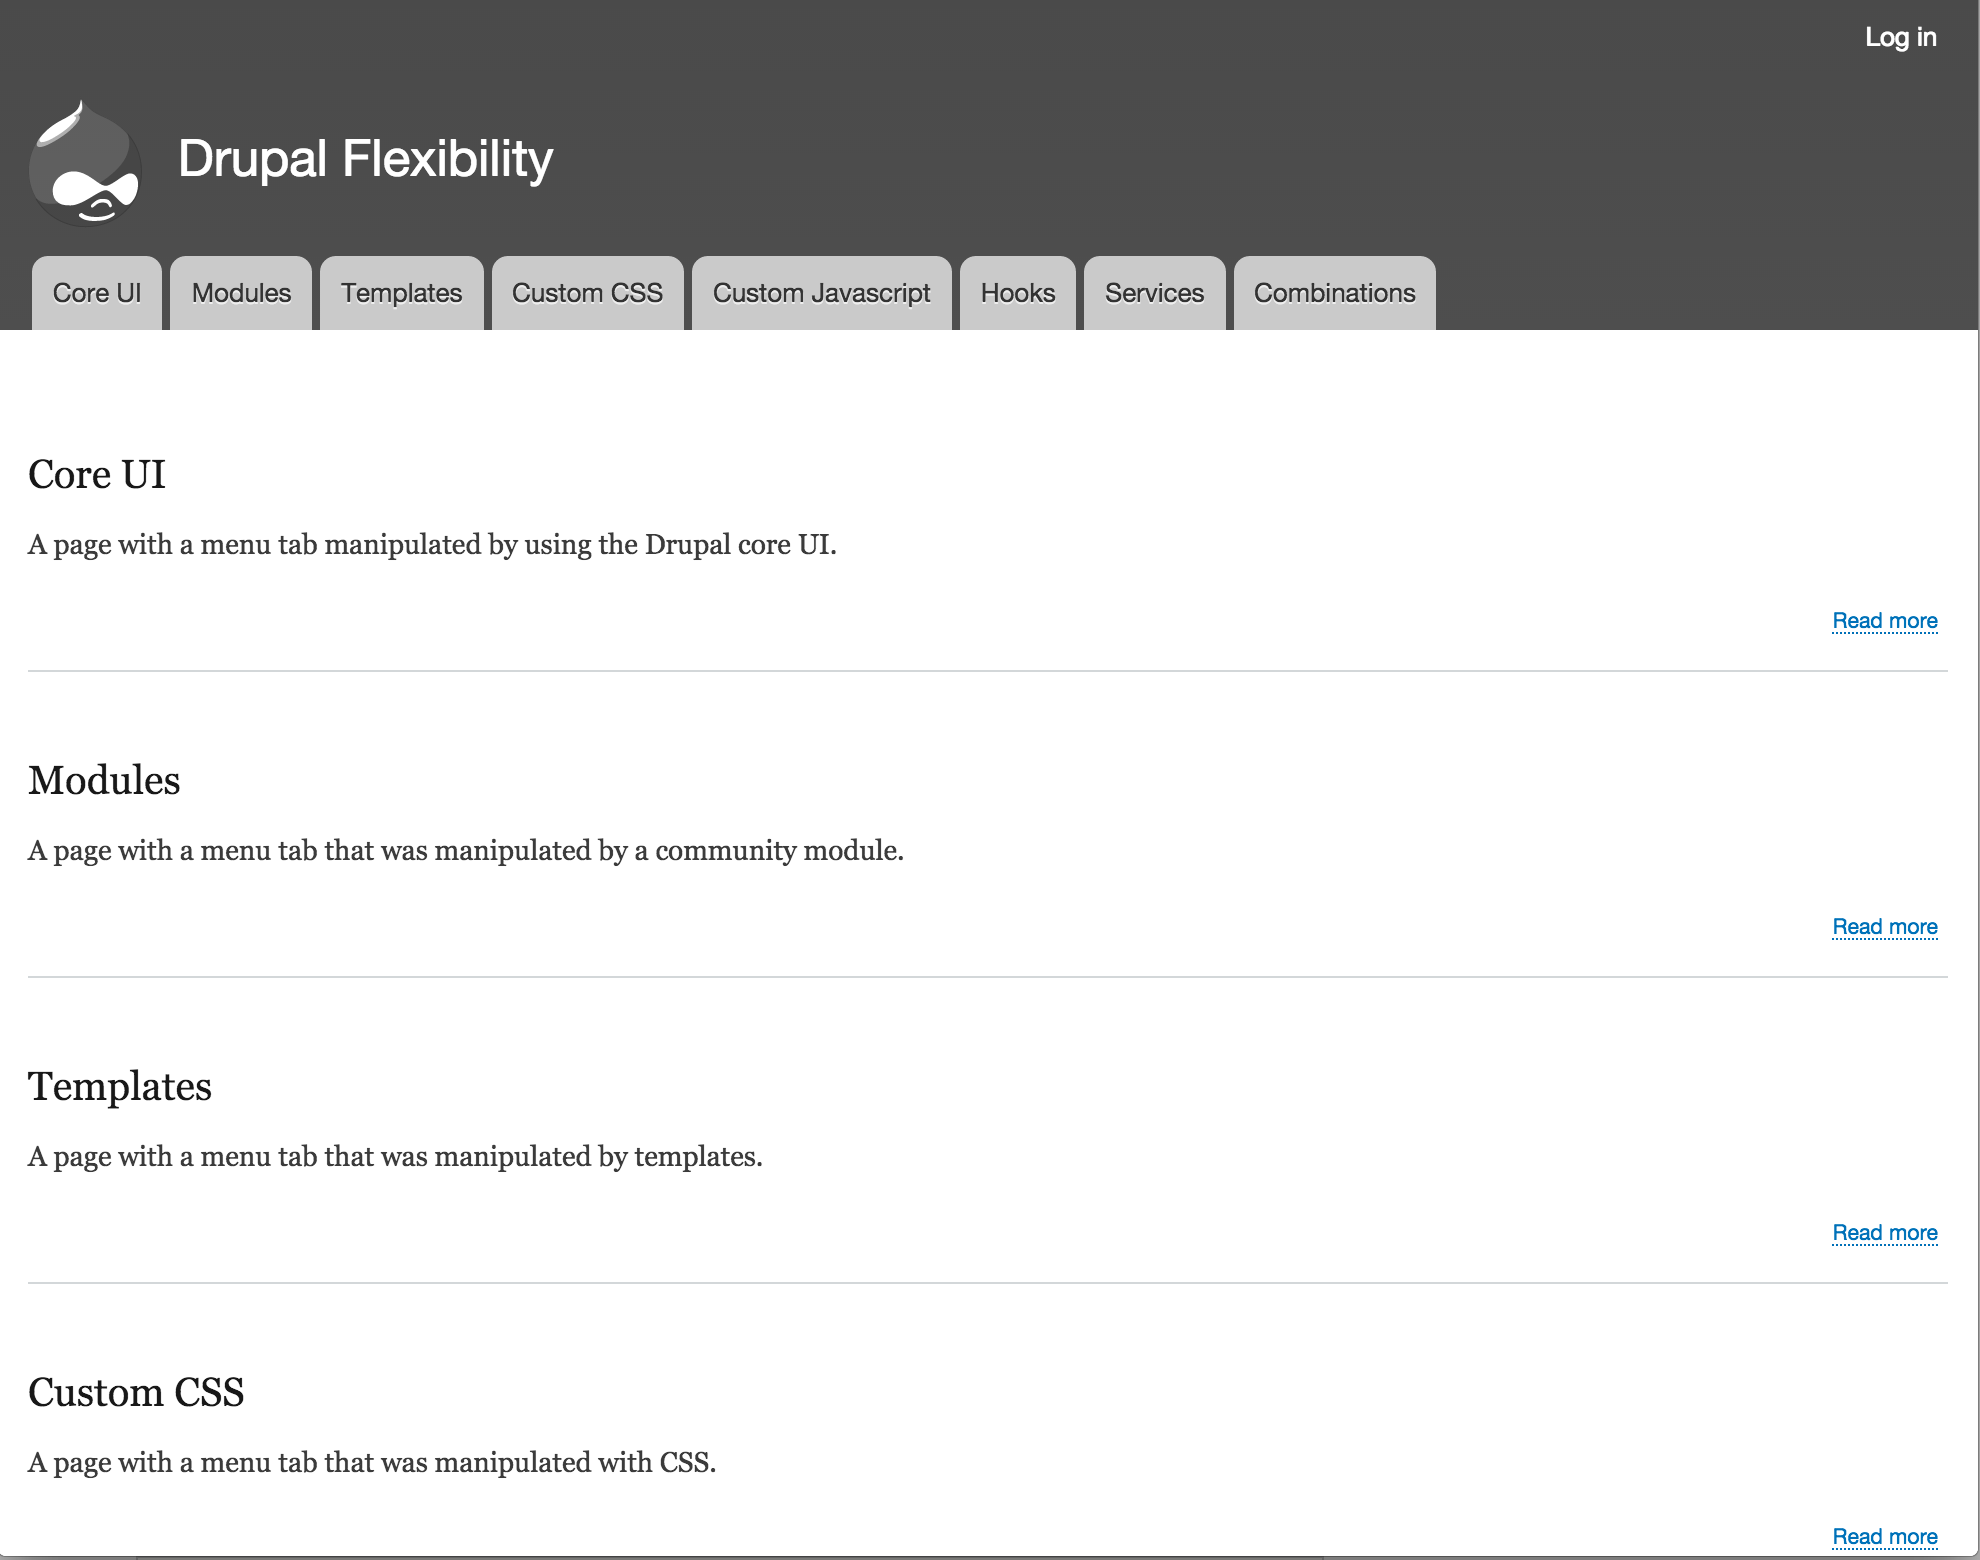 Log in
Drupal Flexibility
Core UI Modules Templates Custom CSS Custom Javascript Hooks Services Combinations
Core UI
A page with a menu tab manipulated by using the Drupal core UI.
Read more
Modules
A page with a menu tab that was manipulated by a community module.
Read more
Templates
A page with a menu tab that was manipulated by templates.
Read more
Custom CSS
A page with a menu tab that was manipulated with CSS.
Read more